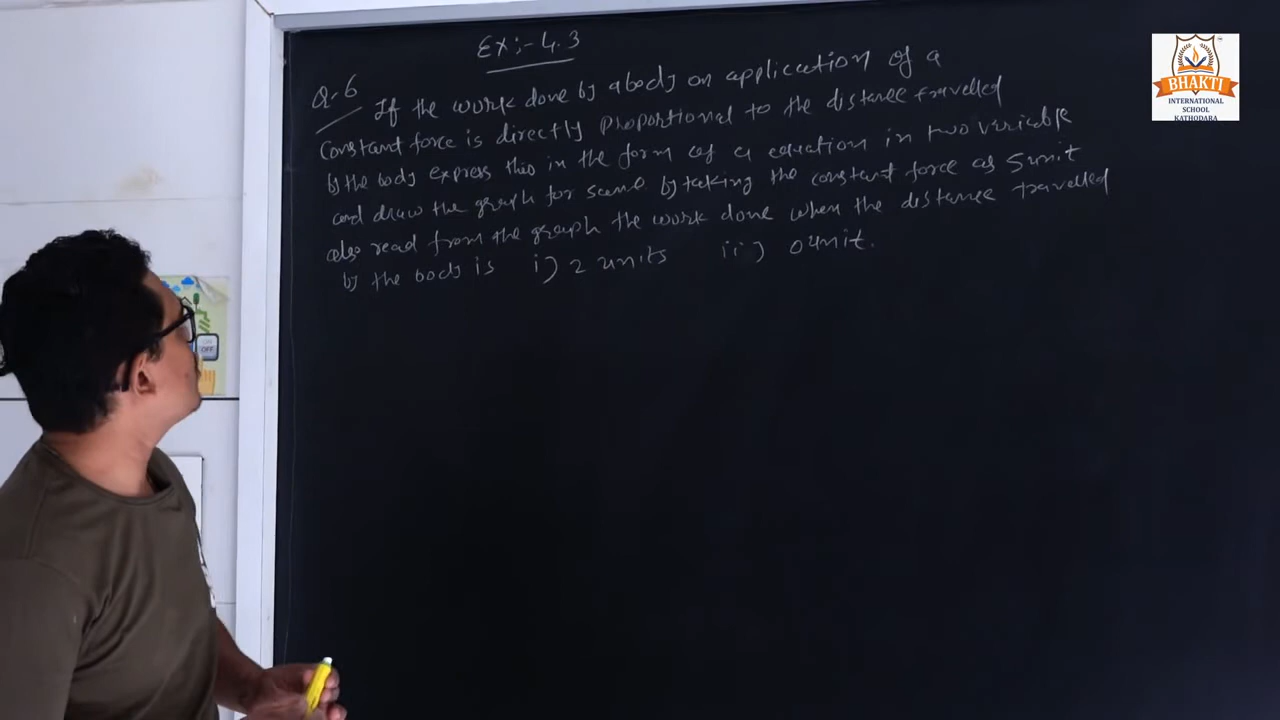 Ex:- 4.3
Q-6 If the work done by a body on application of a
Constant force is directly proportional to the distance travelled
by the body express this in the form of a equation in two variable
and draw the graph for same by taking the constant force as 5 unit
also read from the graph the work done when the distance travelled
by the body is i) 2 units ii) 0 unit.
BHAKTI
INTERNATIONAL
SCHOOL
KATHODARA
OFF